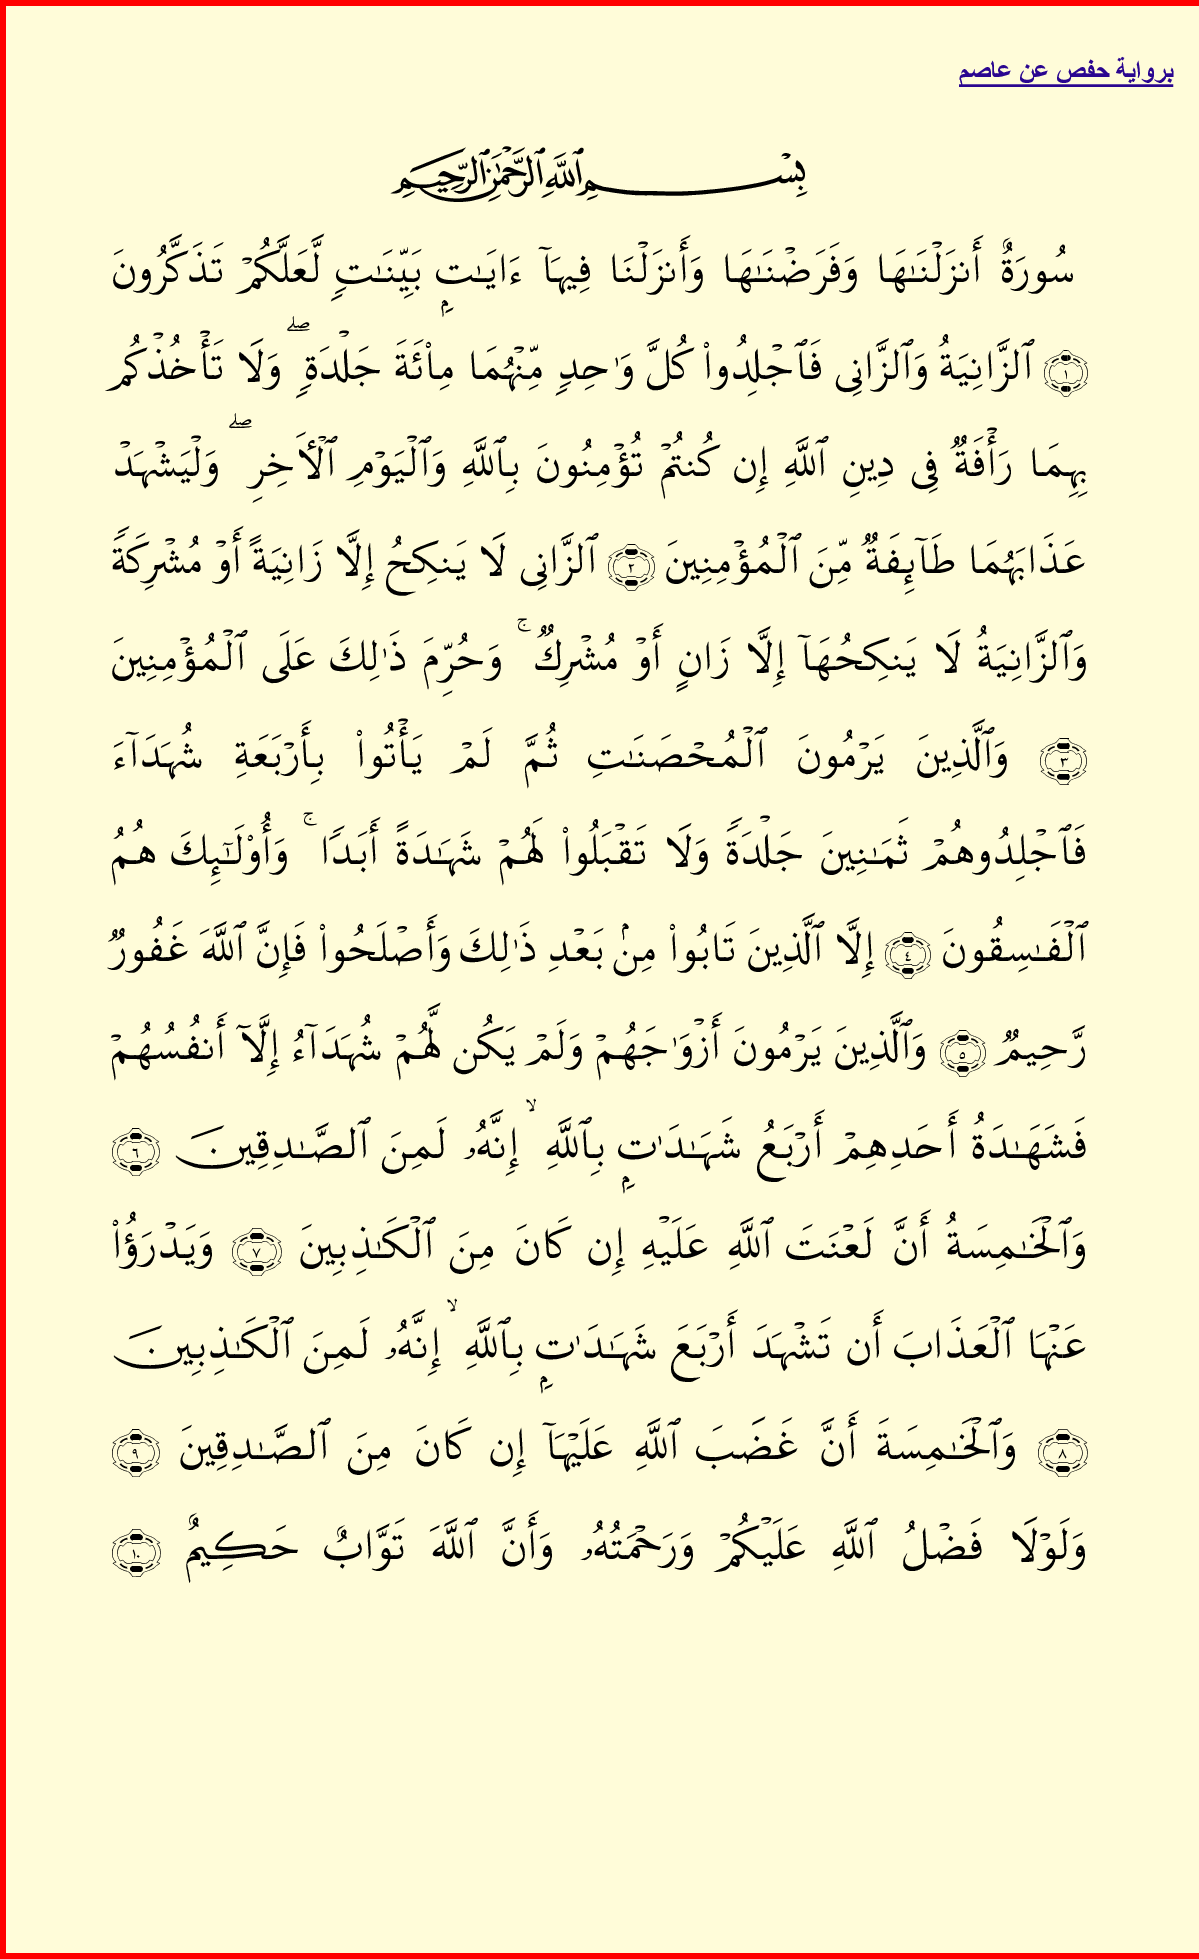 برواية حفص عن عاصم
بِسْمِ ٱللَّهِ ٱلرَّحْمَٰنِ ٱلرَّحِيمِ
سُورَةٌ أَنزَلْنَـٰهَا وَفَرَضْنَـٰهَا وَأَنزَلْنَا فِيهَآ ءَايَـٰتٍۭ بَيِّنَـٰتٍ لَّعَلَّكُمْ تَذَكَّرُونَ
﴿١﴾ ٱلزَّانِيَةُ وَٱلزَّانِى فَٱجْلِدُوا۟ كُلَّ وَٰحِدٍ مِّنْهُمَا مِا۟ئَةَ جَلْدَةٍ ۖ وَلَا تَأْخُذْكُم
بِهِمَا رَأْفَةٌ فِى دِينِ ٱللَّهِ إِن كُنتُمْ تُؤْمِنُونَ بِٱللَّهِ وَٱلْيَوْمِ ٱلْـَٔاخِرِ ۖ وَلْيَشْهَدْ
عَذَابَهُمَا طَآئِفَةٌ مِّنَ ٱلْمُؤْمِنِينَ ﴿٢﴾ ٱلزَّانِى لَا يَنكِحُ إِلَّا زَانِيَةً أَوْ مُشْرِكَةً
وَٱلزَّانِيَةُ لَا يَنكِحُهَآ إِلَّا زَانٍ أَوْ مُشْرِكٌ ۚ وَحُرِّمَ ذَٰلِكَ عَلَى ٱلْمُؤْمِنِينَ
﴿٣﴾ وَٱلَّذِينَ يَرْمُونَ ٱلْمُحْصَنَـٰتِ ثُمَّ لَمْ يَأْتُوا۟ بِأَرْبَعَةِ شُهَدَآءَ
فَٱجْلِدُوهُمْ ثَمَـٰنِينَ جَلْدَةً وَلَا تَقْبَلُوا۟ لَهُمْ شَهَـٰدَةً أَبَدًا ۚ وَأُو۟لَـٰٓئِكَ هُمُ
ٱلْفَـٰسِقُونَ ﴿٤﴾ إِلَّا ٱلَّذِينَ تَابُوا۟ مِنۢ بَعْدِ ذَٰلِكَ وَأَصْلَحُوا۟ فَإِنَّ ٱللَّهَ غَفُورٌ
رَّحِيمٌ ﴿٥﴾ وَٱلَّذِينَ يَرْمُونَ أَزْوَٰجَهُمْ وَلَمْ يَكُن لَّهُمْ شُهَدَآءُ إِلَّآ أَنفُسُهُمْ
فَشَهَـٰدَةُ أَحَدِهِمْ أَرْبَعُ شَهَـٰدَٰتٍۭ بِٱللَّهِ ۙ إِنَّهُۥ لَمِنَ ٱلصَّـٰدِقِينَ ﴿٦﴾
وَٱلْخَـٰمِسَةُ أَنَّ لَعْنَتَ ٱللَّهِ عَلَيْهِ إِن كَانَ مِنَ ٱلْكَـٰذِبِينَ ﴿٧﴾ وَيَدْرَؤُا۟
عَنْهَا ٱلْعَذَابَ أَن تَشْهَدَ أَرْبَعَ شَهَـٰدَٰتٍۭ بِٱللَّهِ ۙ إِنَّهُۥ لَمِنَ ٱلْكَـٰذِبِينَ
﴿٨﴾ وَٱلْخَـٰمِسَةَ أَنَّ غَضَبَ ٱللَّهِ عَلَيْهَآ إِن كَانَ مِنَ ٱلصَّـٰدِقِينَ ﴿٩﴾
وَلَوْلَا فَضْلُ ٱللَّهِ عَلَيْكُمْ وَرَحْمَتُهُۥ وَأَنَّ ٱللَّهَ تَوَّابٌ حَكِيمٌ ﴿١٠﴾